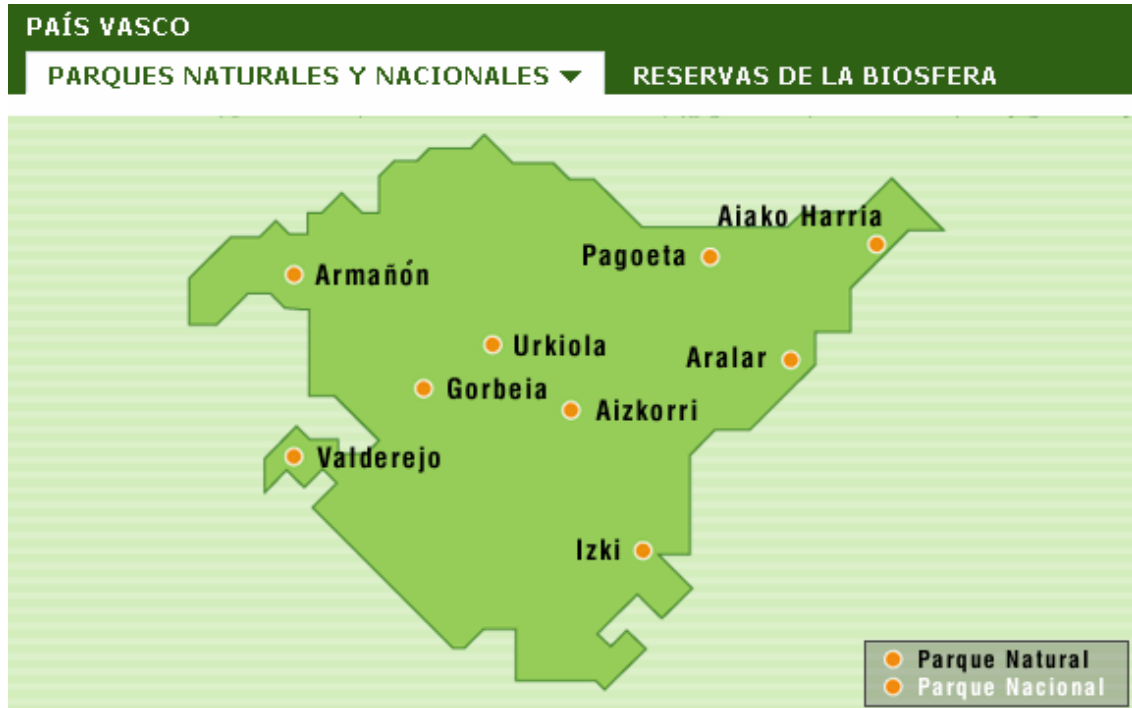 PAÍS VASCO
PARQUES NATURALES Y NACIONALES
RESERVAS DE LA BIOSFERA
Aiako Harria
Pagoeta
Armañón
Urkiola
Aralar
Gorbeia
Aizkorri
Valderejo
Izki
Parque Natural
Parque Nacional